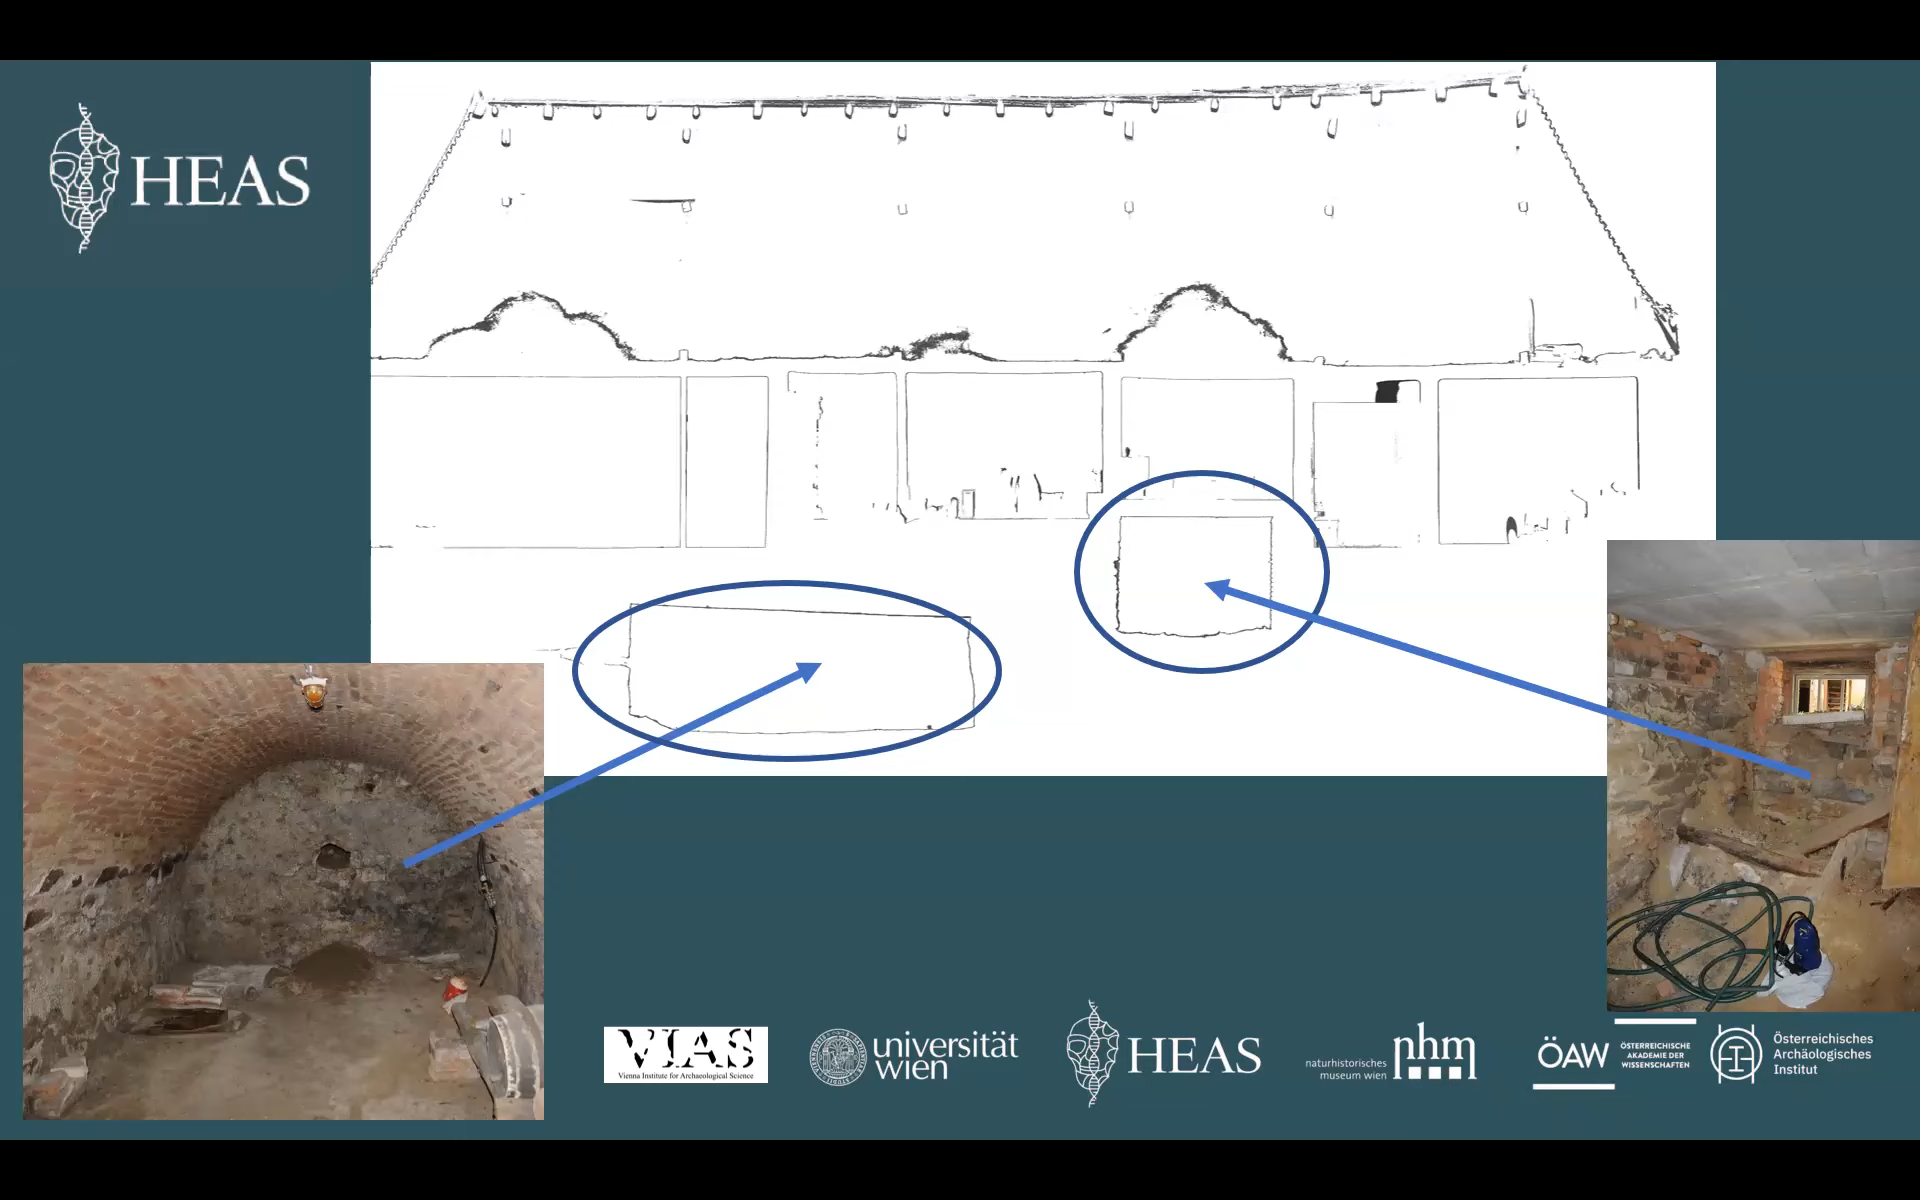 HEAS
VIAS
Vienna Institute for Archaeological Science
universität
wien
HEAS
naturhistorisches
museum wien
nhm
ÖAW
ÖSTERREICHISCHE
AKADEMIE DER
WISSENSCHAFTEN
Österreichisches
Archäologisches
Institut